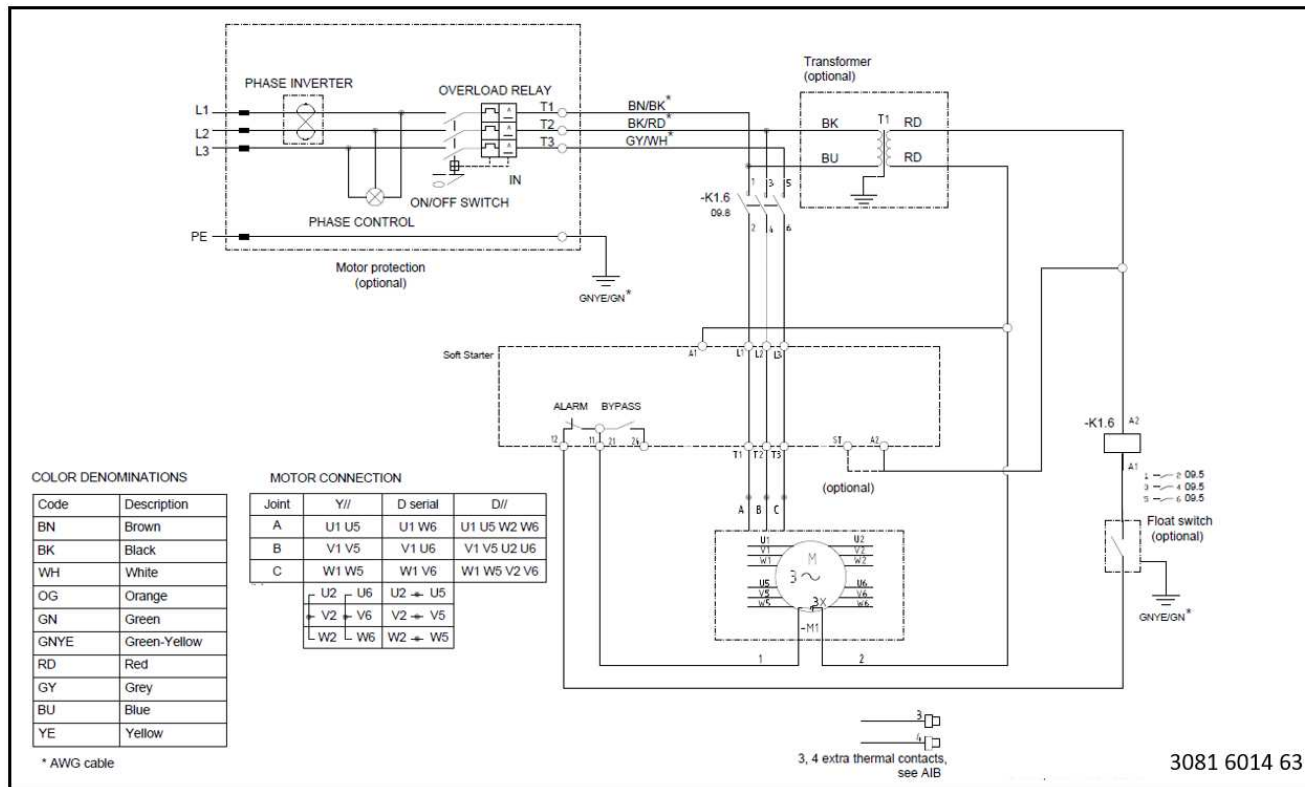 PHASE INVERTER
OVERLOAD RELAY
L1
L2
L3
T1
T2
T3
BN/BK*
BK/RD*
GY/WH*
IN
ON/OFF SWITCH
PHASE CONTROL
PE
Motor protection
(optional)
GNYE/GN*
Transformer
(optional)
BK
T1
RD
BU
RD
1 3 5
-K1.6
09.8
2 4 6
Soft Starter
A1 L1 L2 L3
ALARM BYPASS
12 11 21 24
T1 T2 T3
ST A2
(optional)
A B C
-K1.6 A2
A1
1 2 09.5
3 4 09.5
5 6 09.5
Float switch
(optional)
GNYE/GN*
U1 U2
V1 M V2
W1 W2
3
U5 U6
V5 V6
W5 3X W6
-M1
1 2
COLOR DENOMINATIONS
Code Description
BN Brown
BK Black
WH White
OG Orange
GN Green
GNYE Green-Yellow
RD Red
GY Grey
BU Blue
YE Yellow
* AWG cable
MOTOR CONNECTION
Joint Y// D serial D//
A U1 U5 U1 W6 U1 U5 W2 W6
B V1 V5 V1 U6 V1 V5 U2 U6
C W1 W5 W1 V6 W1 W5 V2 V6
U2 U6 U2 U5
V2 V6 V2 V5
W2 W6 W2 W5
3
4
3, 4 extra thermal contacts,
see AIB
3081 6014 63